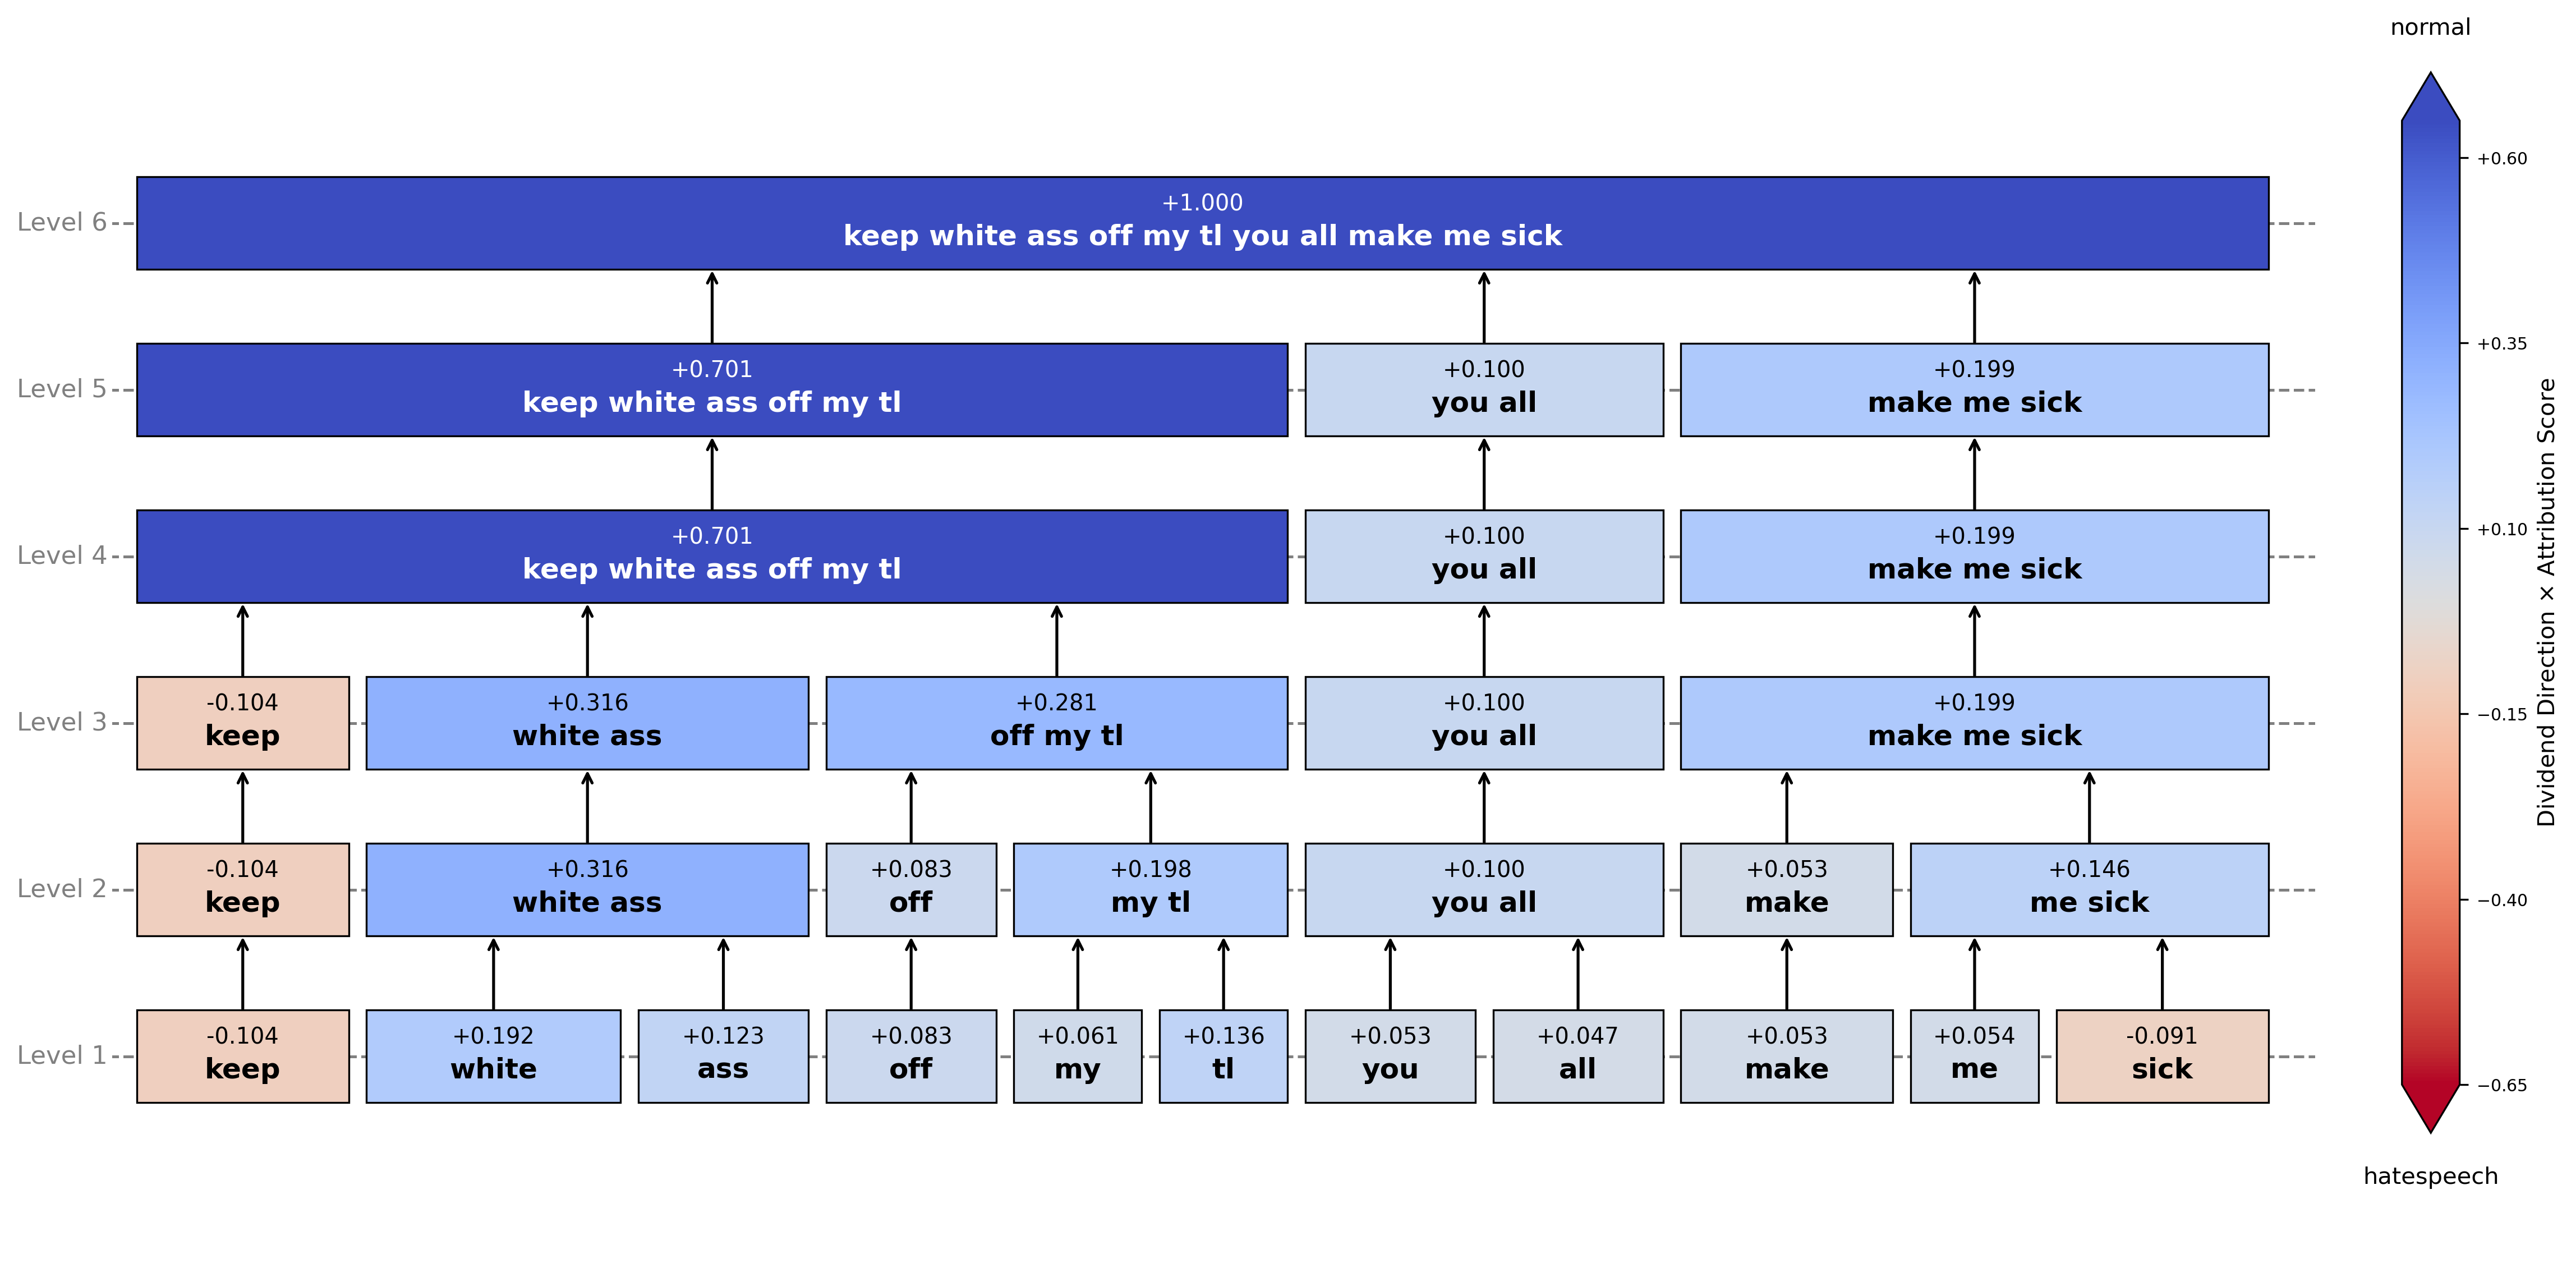 normal
Level 6
+1.000
keep white ass off my tl you all make me sick
Level 5
+0.701
keep white ass off my tl
+0.100
you all
+0.199
make me sick
Level 4
+0.701
keep white ass off my tl
+0.100
you all
+0.199
make me sick
Level 3
-0.104
keep
+0.316
white ass
+0.281
off my tl
+0.100
you all
+0.199
make me sick
Level 2
-0.104
keep
+0.316
white ass
+0.083
off
+0.198
my tl
+0.100
you all
+0.053
make
+0.146
me sick
Level 1
-0.104
keep
+0.192
white
+0.123
ass
+0.083
off
+0.061
my
+0.136
tl
+0.053
you
+0.047
all
+0.053
make
+0.054
me
-0.091
sick
+0.60
+0.35
+0.10
−0.15
−0.40
−0.65
Dividend Direction × Attribution Score
hatespeech